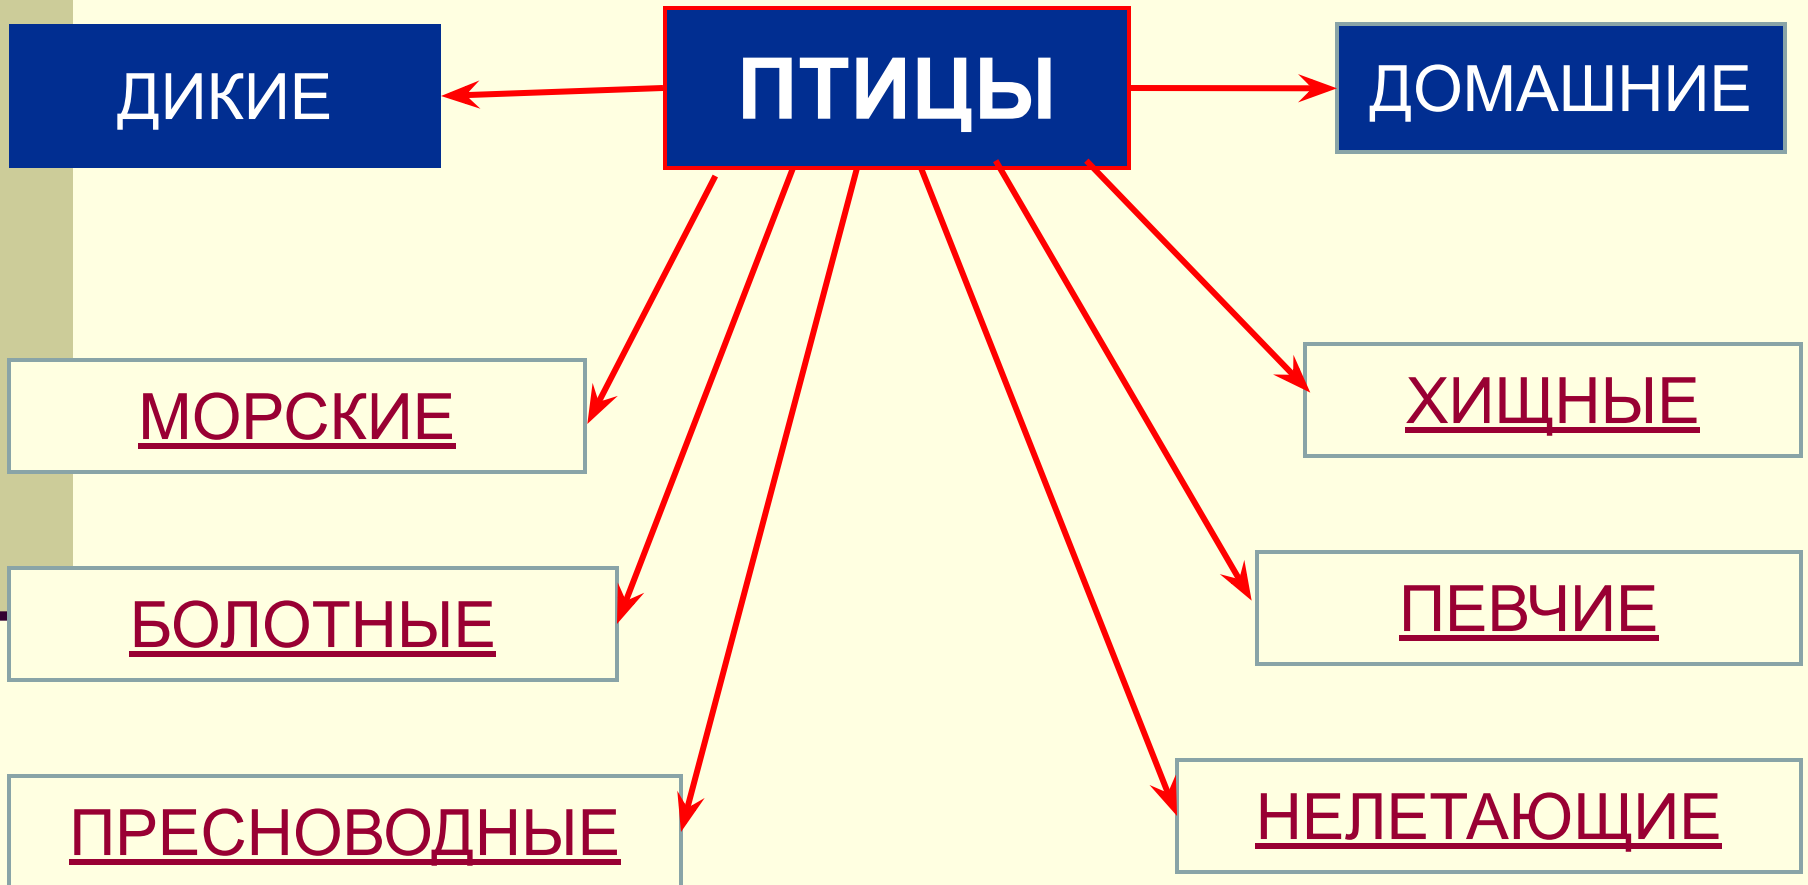 ДИКИЕ
ПТИЦЫ
ДОМАШНИЕ
МОРСКИЕ
ХИЩНЫЕ
БОЛОТНЫЕ
ПЕВЧИЕ
ПРЕСНОВОДНЫЕ
НЕЛЕТАЮЩИЕ